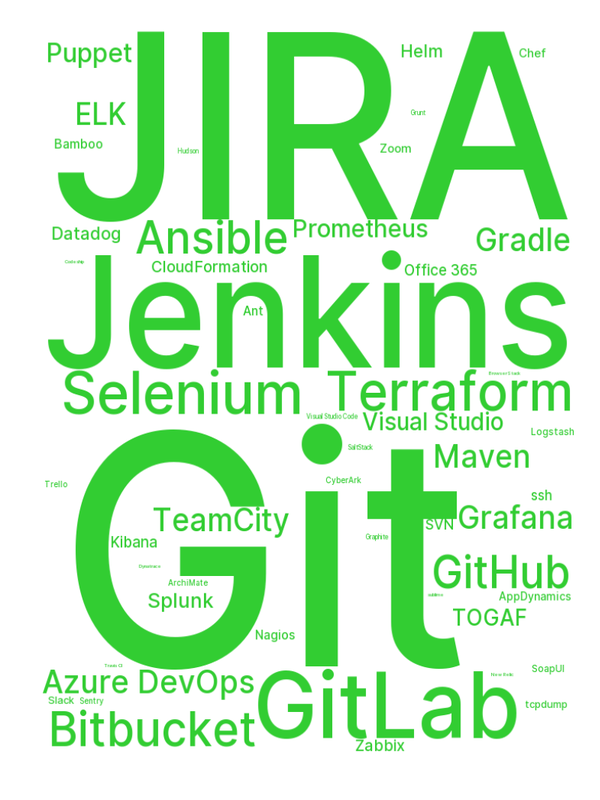 JIRA
Puppet
Helm
Chef
ELK
Grunt
Bamboo
Hudson
Zoom
Datadog
Ansible
Prometheus
Gradle
CloudFormation
Office 365
Jenkins
Ant
Selenium
Terraform
Visual Studio Code
Visual Studio
Logstash
SaltStack
Git
Maven
Trello
CyberArk
ssh
TeamCity
SVN
Grafana
Kibana
Graphite
Dynatrace
GitHub
ArchiMate
Splunk
AppDynamics
TOGAF
Nagios
SoapUI
Azure DevOps
GitLab
Slack
Sentry
tcpdump
Bitbucket
Zabbix